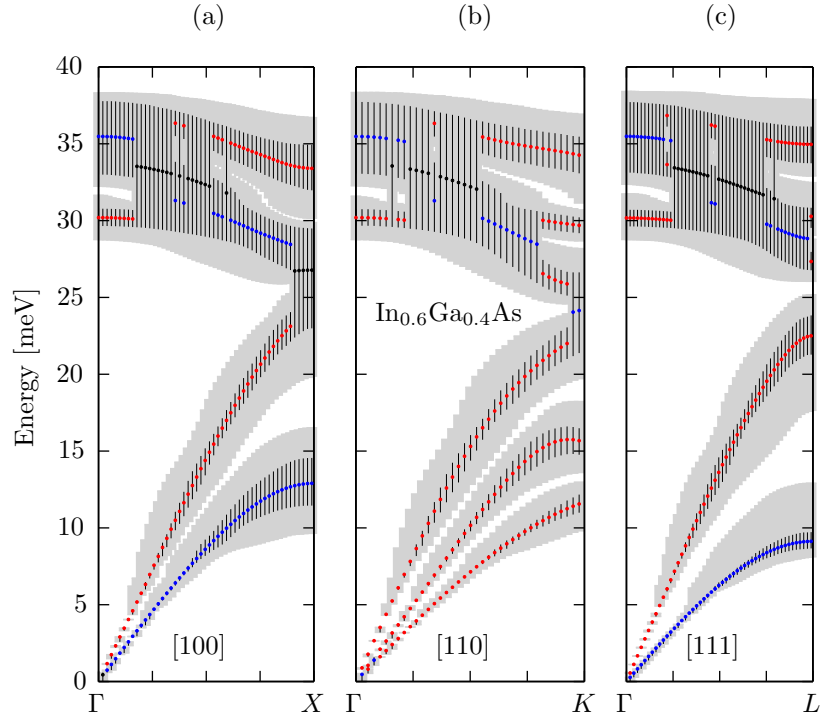 (a) (b) (c)
Energy [meV]
40
35
30
25
20
15
10
5
0
In0.6Ga0.4As
[100] [110] [111]
Γ X Γ K Γ L